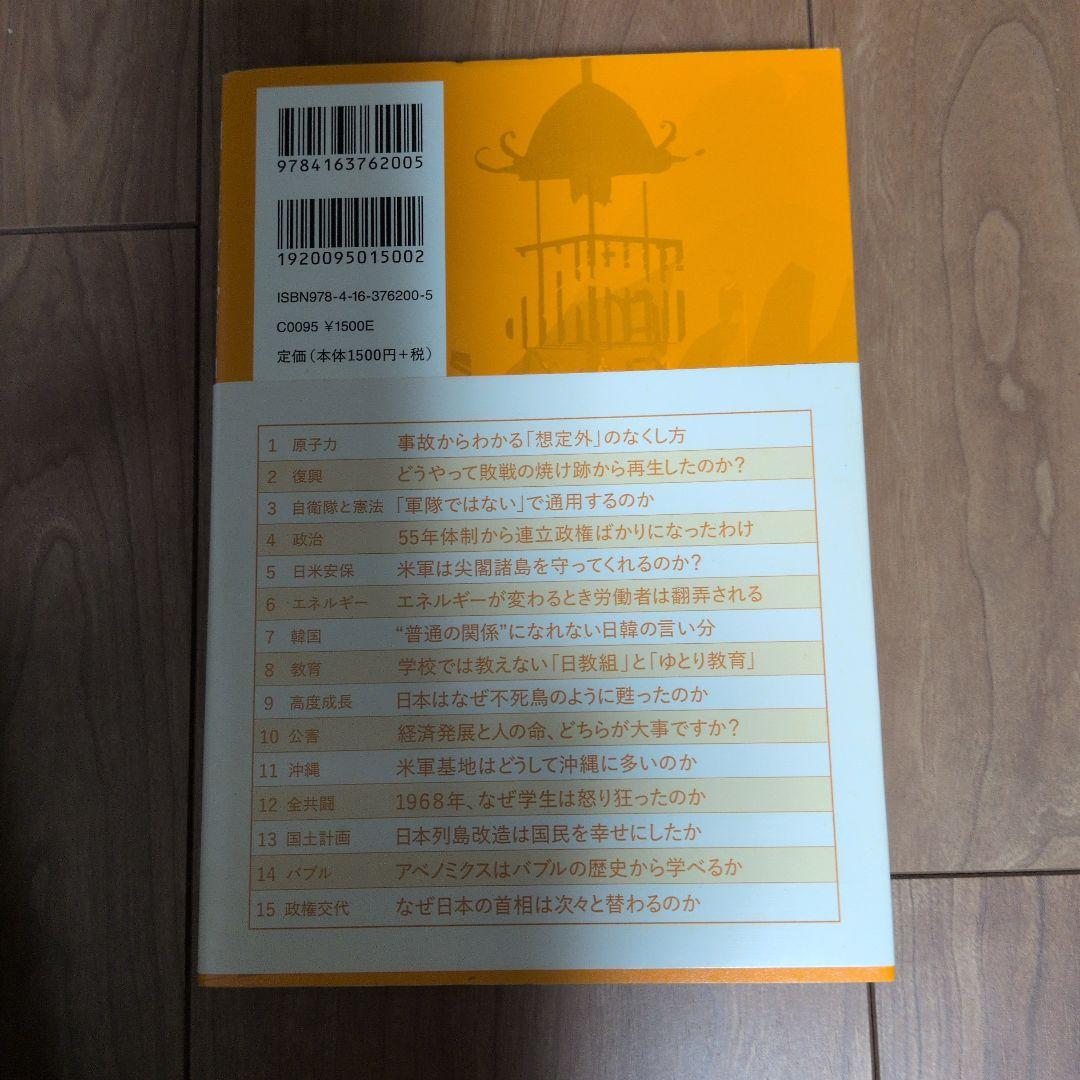 9784163762005
1920095015002
ISBN978-4-16-376200-5
C0095 ¥1500E
定価(本体1500円+税)
1 原子力 事故からわかる「想定外」のなくし方
2 復興 どうやって敗戦の焼け跡から再生したのか?
3 自衛隊と憲法 「軍隊ではない」で通用するのか
4 政治 55年体制から連立政権ばかりになったわけ
5 日米安保 米軍は尖閣諸島を守ってくれるのか?
6 エネルギー エネルギーが変わるとき労働者は翻弄される
7 韓国 “普通の関係”になれない日韓の言い分
8 教育 学校では教えない「日教組」と「ゆとり教育」
9 高度成長 日本はなぜ不死鳥のように甦ったのか
10 公害 経済発展と人の命、どちらが大事ですか?
11 沖縄 米軍基地はどうして沖縄に多いのか
12 全共闘 1968年、なぜ学生は怒り狂ったのか
13 国土計画 日本列島改造は国民を幸せにしたか
14 バブル アベノミクスはバブルの歴史から学べるか
15 政権交代 なぜ日本の首相は次々と替わるのか